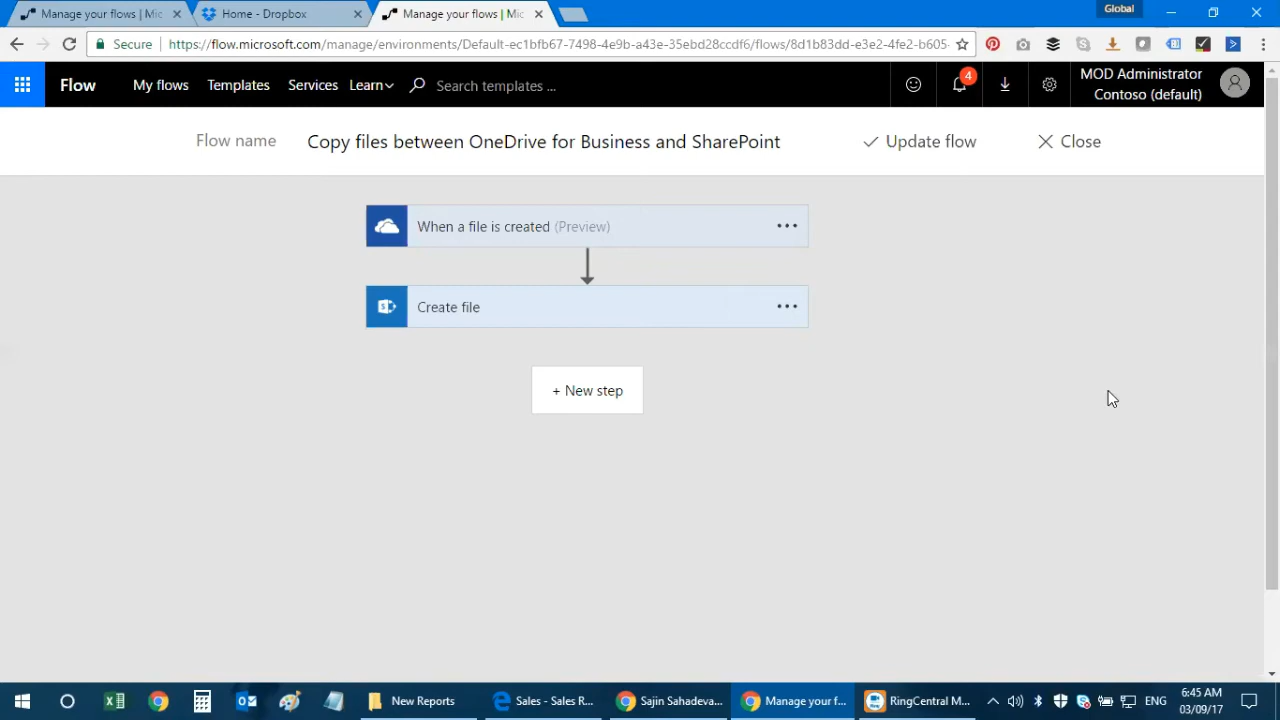 Global
Manage your flows | Mic
Home - Dropbox
Manage your flows | Mic
Secure
https://flow.microsoft.com/manage/environments/Default-ec1bfb67-7498-4e9b-a43e-35ebd28ccdf6/flows/8d1b83dd-e3e2-4fe2-b605-
Flow
My flows
Templates
Services
Learn
Search templates ...
4
MOD Administrator
Contoso (default)
Flow name
Copy files between OneDrive for Business and SharePoint
Update flow
Close
When a file is created (Preview)
...
Create file
...
+ New step
New Reports
Sales - Sales R...
Sajin Sahadeva...
Manage your f...
RingCentral M...
ENG
6:45 AM
03/09/17